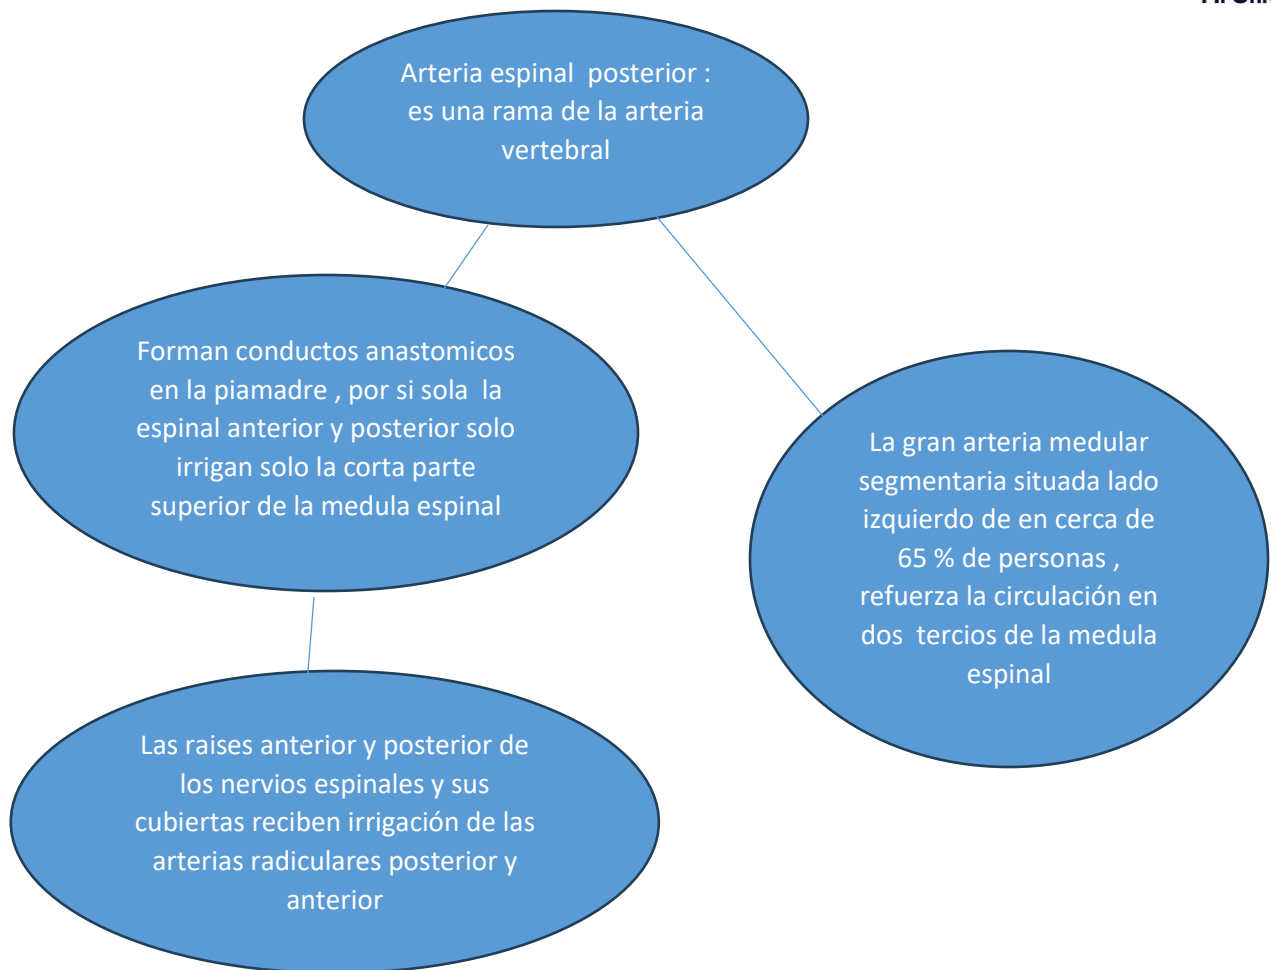 Arteria espinal  posterior :
es una rama de la arteria
vertebral
Forman conductos anastomicos
en la piamadre , por si sola  la
espinal anterior y posterior solo
irrigan solo la corta parte
superior de la medula espinal
La gran arteria medular
segmentaria situada lado
izquierdo de en cerca de
65 % de personas ,
refuerza la circulación en
dos  tercios de la medula
espinal
Las raises anterior y posterior de
los nervios espinales y sus
cubiertas reciben irrigación de las
arterias radiculares posterior y
anterior